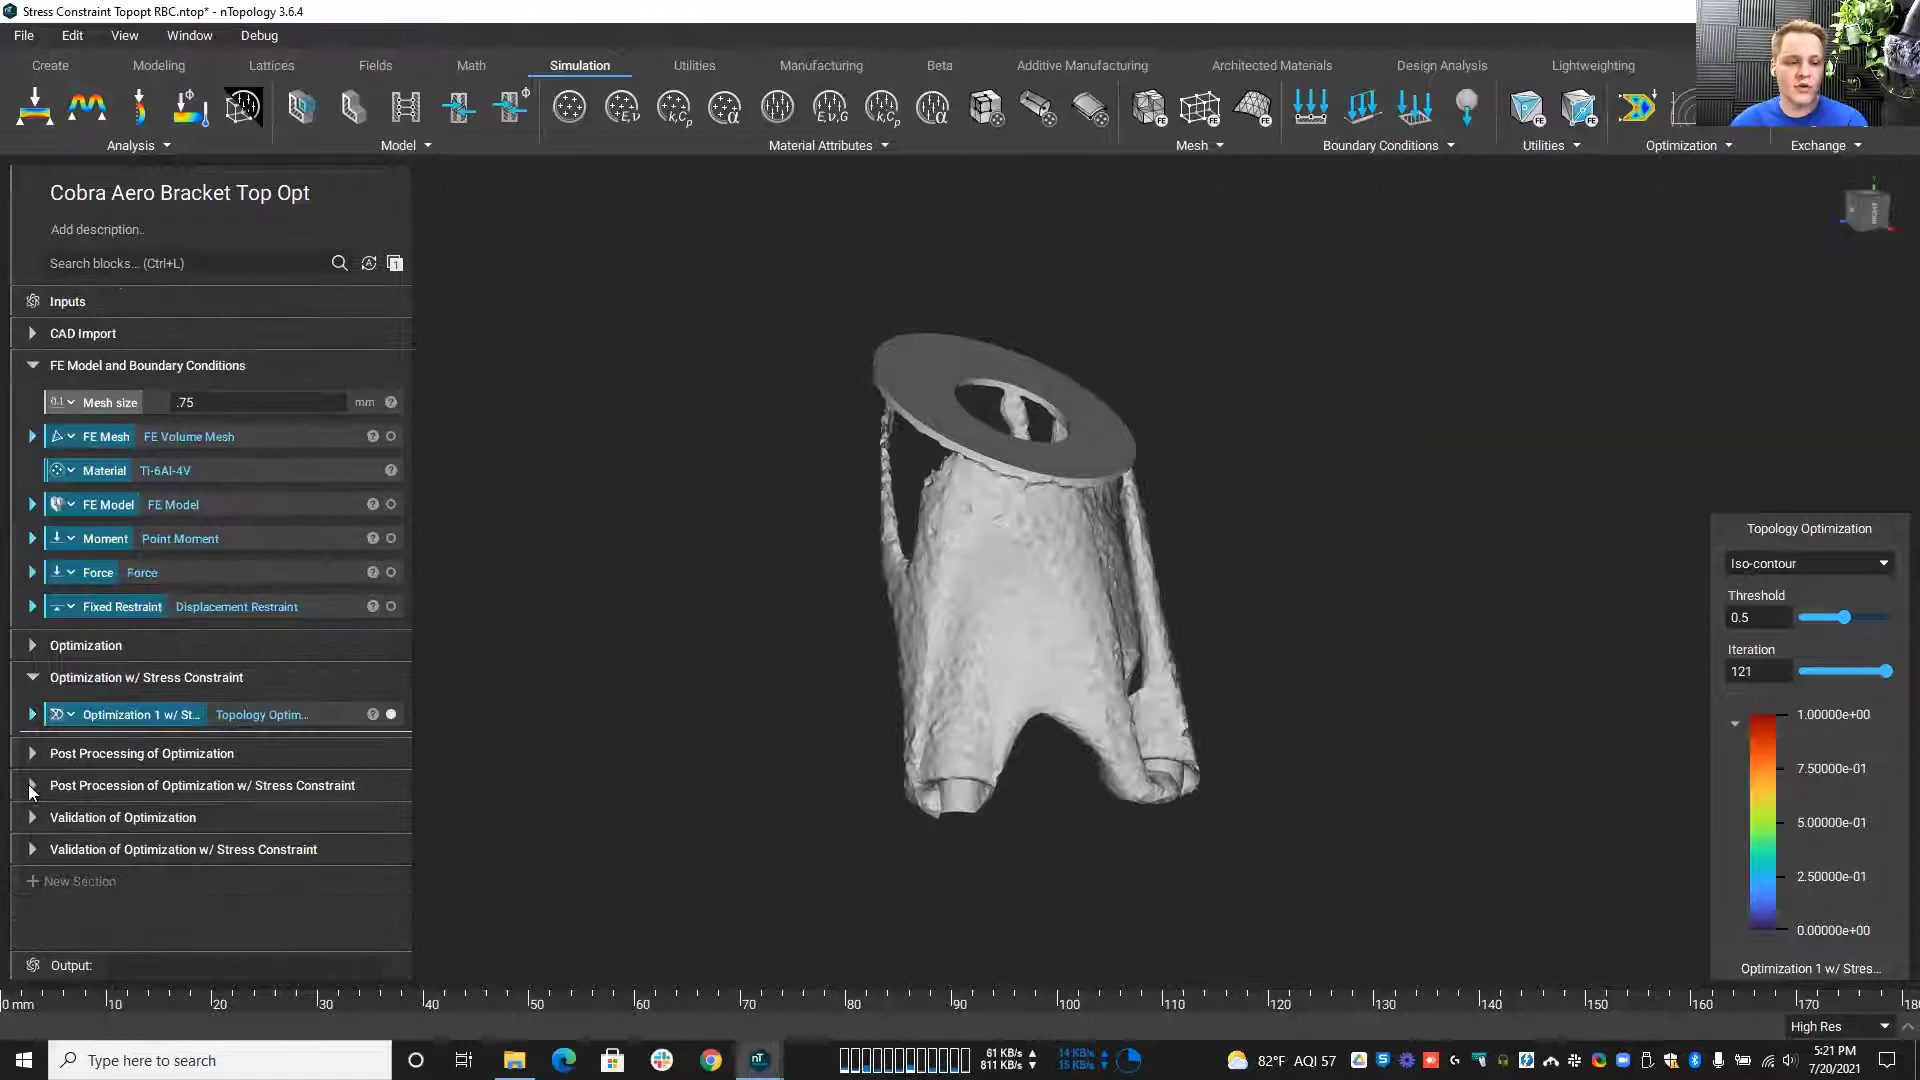 Stress Constraint Topopt RBC.ntop* - nTopology 3.6.4
File Edit View Window Debug
Create Modeling Lattices Fields Math Simulation Utilities Manufacturing Beta Additive Manufacturing Architected Materials Design Analysis Lightweighting
Analysis Model Material Attributes Mesh Boundary Conditions Utilities Optimization Exchange
Cobra Aero Bracket Top Opt
Add description..
Search blocks... (Ctrl+L)
Inputs
CAD Import
FE Model and Boundary Conditions
0.1 Mesh size .75 mm
FE Mesh FE Volume Mesh
Material Ti-6Al-4V
FE Model FE Model
Moment Point Moment
Force Force
Fixed Restraint Displacement Restraint
Optimization
Optimization w/ Stress Constraint
Optimization 1 w/ St... Topology Optim...
Post Processing of Optimization
Post Procession of Optimization w/ Stress Constraint
Validation of Optimization
Validation of Optimization w/ Stress Constraint
+ New Section
Output:
RIGHT
Topology Optimization
Iso-contour
Threshold
0.5
Iteration
121
1.00000e+00
7.50000e-01
5.00000e-01
2.50000e-01
0.00000e+00
Optimization 1 w/ Stres...
0 mm 10 20 30 40 50 60 70 80 90 100 110 120 130 140 150 160 170 180
High Res
Type here to search
61 KB/s
811 KB/s
14 KB/s
15 KB/s
82°F AQI 57
5:21 PM
7/20/2021